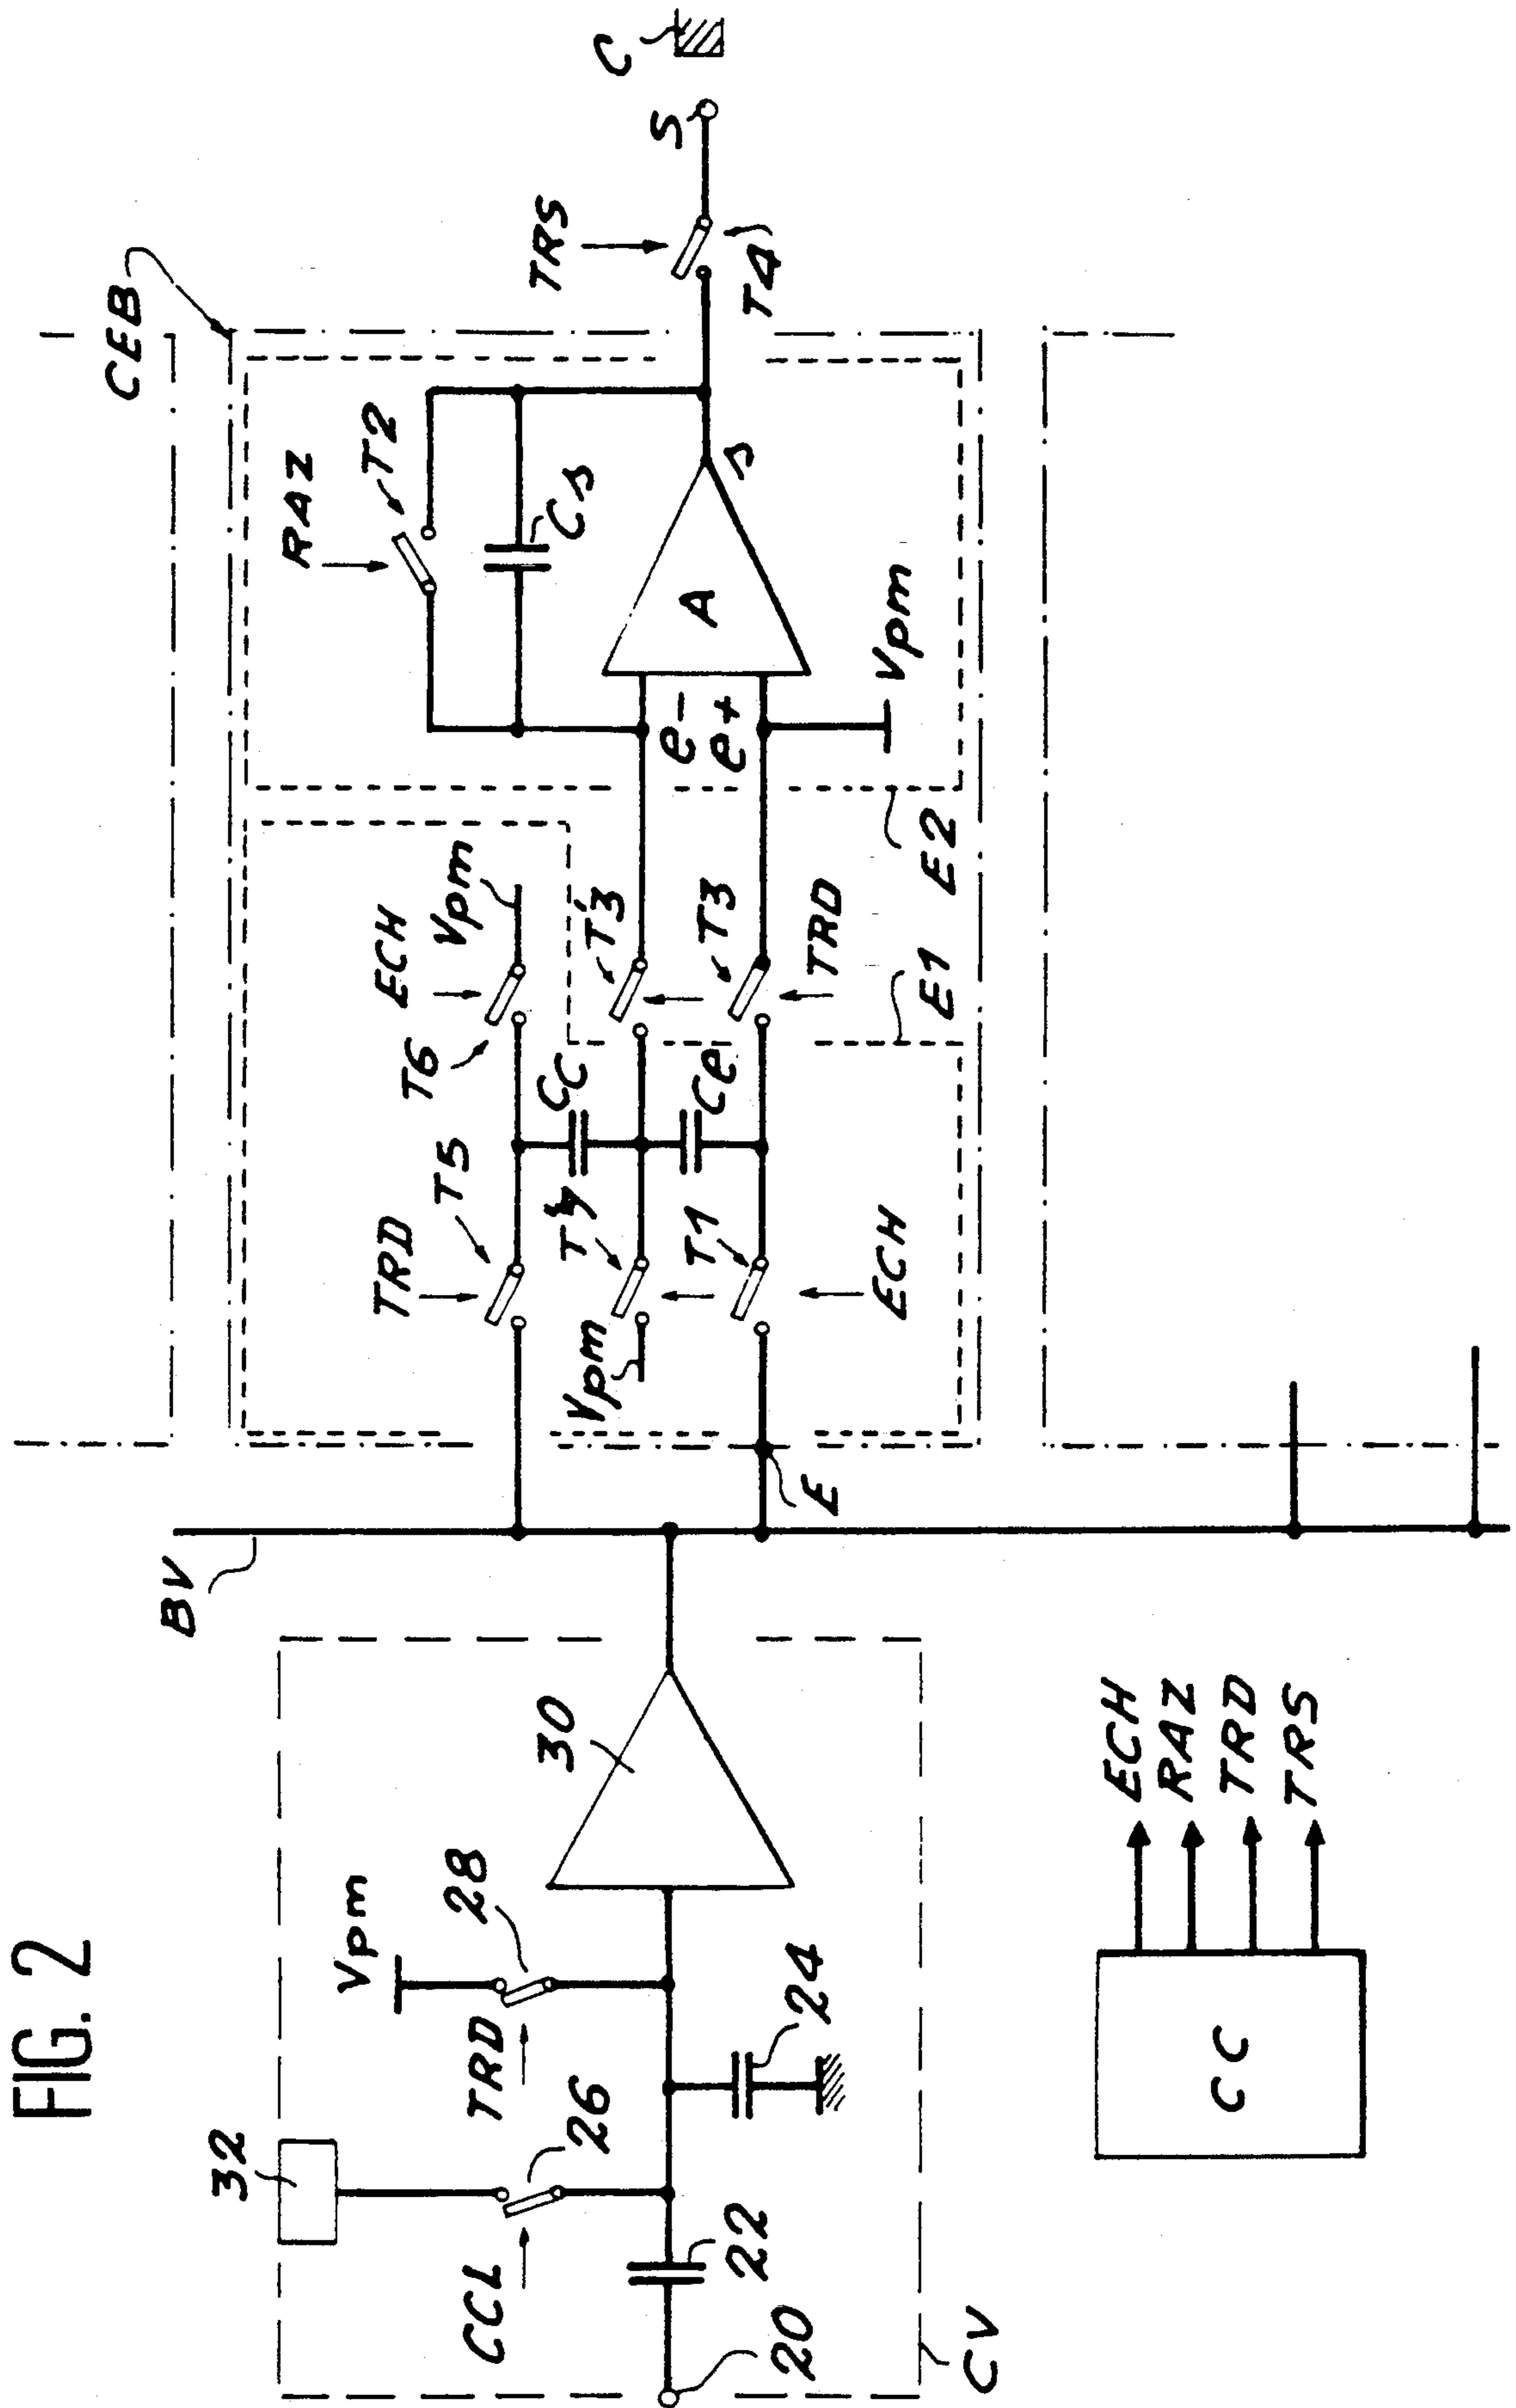 FIG. 2
32
CCL
26
TRD
28
Vpm
30
20
22
24
CV
BV
E
CEB
TRD
T5
T6
ECH
Vpm
Cc
Vpm
T'3
T1
Ce
T3
ECH
TRD
E1
E2
RAZ
T2
Cs
e-
e+
A
s
Vpm
TRS
T4
S
C
CC
ECH
RAZ
TRD
TRS